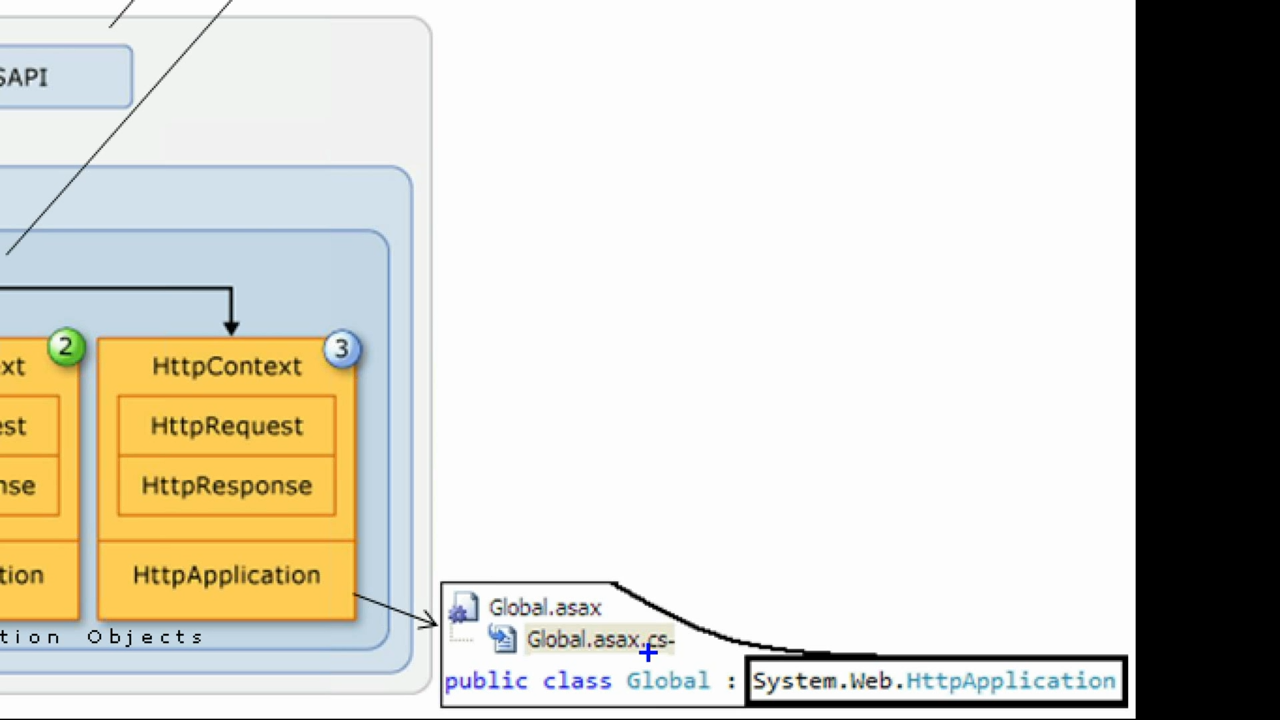 SAPI
2
3
xt
HttpContext
est
HttpRequest
nse
HttpResponse
tion
HttpApplication
Global.asax
tion Objects
Global.asax.cs
public class Global : System.Web.HttpApplication